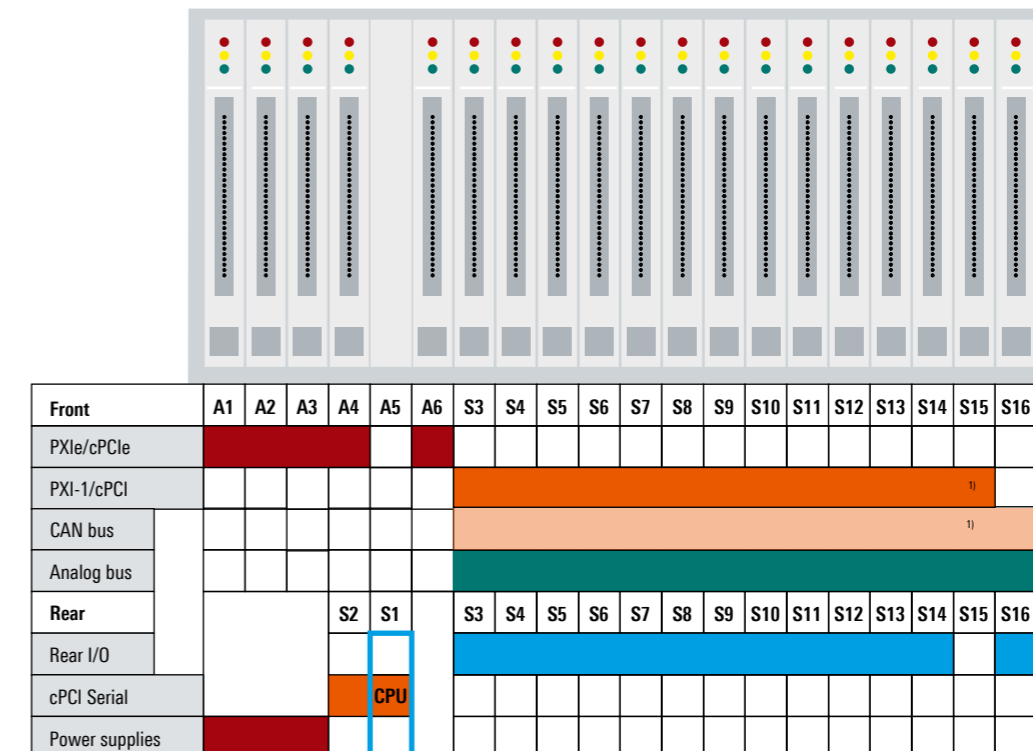 Front A1 A2 A3 A4 A5 A6 S3 S4 S5 S6 S7 S8 S9 S10 S11 S12 S13 S14 S15 S16
PXIe/cPCIe
PXI-1/cPCI 1)
CAN bus 1)
Analog bus
Rear S2 S1 S3 S4 S5 S6 S7 S8 S9 S10 S11 S12 S13 S14 S15 S16
Rear I/O
cPCI Serial CPU
Power supplies